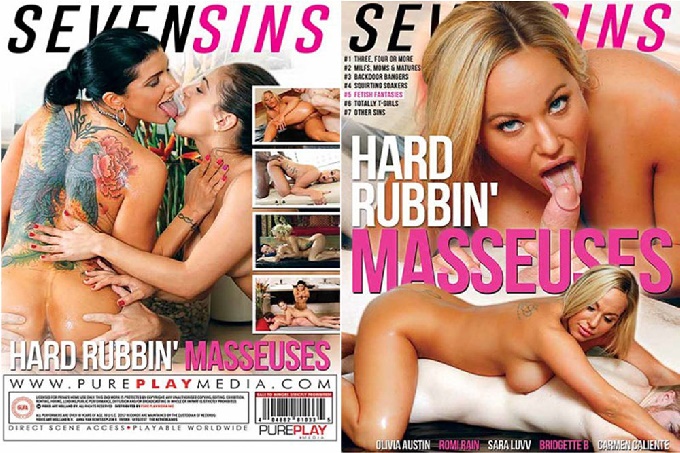 SEVENSINS
HARD RUBBIN' MASSEUSES
WWW.PUREPLAYMEDIA.COM
DIRECT SCENE ACCESS • PLAYABLE WORLDWIDE
PUREPLAY
MEDIA
SEVENSINS
#1 THREE, FOUR OR MORE
#2 MILFS, MOMS & MATURES
#3 BACKDOOR BANGERS
#4 SQUIRTING SOAKERS
#5 FETISH FANTASIES
#6 TOTALLY T-GIRLS
#7 OTHER SINS
HARD
RUBBIN'
MASSEUSES
OLIVIA AUSTIN ROMI RAIN SARA LUVV BRIDGETTE B CARMEN CALIENTE